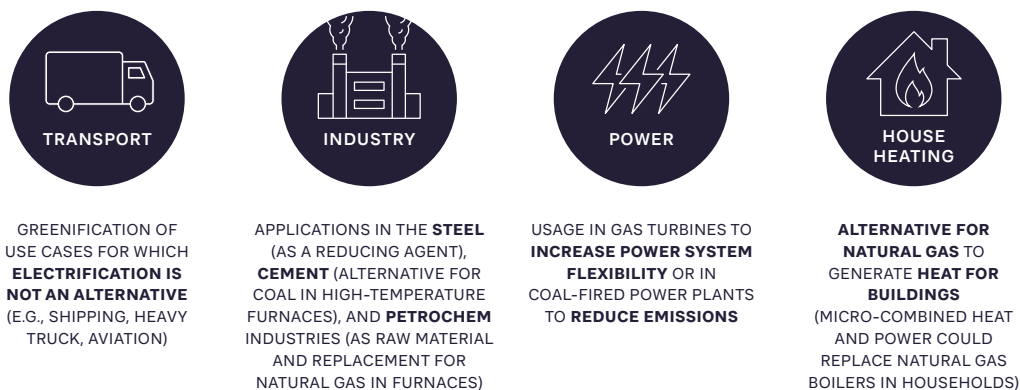 TRANSPORT
GREENIFICATION OF
USE CASES FOR WHICH
ELECTRIFICATION IS
NOT AN ALTERNATIVE
(E.G., SHIPPING, HEAVY
TRUCK, AVIATION)
INDUSTRY
APPLICATIONS IN THE STEEL
(AS A REDUCING AGENT),
CEMENT (ALTERNATIVE FOR
COAL IN HIGH-TEMPERATURE
FURNACES), AND PETROCHEM
INDUSTRIES (AS RAW MATERIAL
AND REPLACEMENT FOR
NATURAL GAS IN FURNACES)
POWER
USAGE IN GAS TURBINES TO
INCREASE POWER SYSTEM
FLEXIBILITY OR IN
COAL-FIRED POWER PLANTS
TO REDUCE EMISSIONS
HOUSE
HEATING
ALTERNATIVE FOR
NATURAL GAS TO
GENERATE HEAT FOR
BUILDINGS
(MICRO-COMBINED HEAT
AND POWER COULD
REPLACE NATURAL GAS
BOILERS IN HOUSEHOLDS)